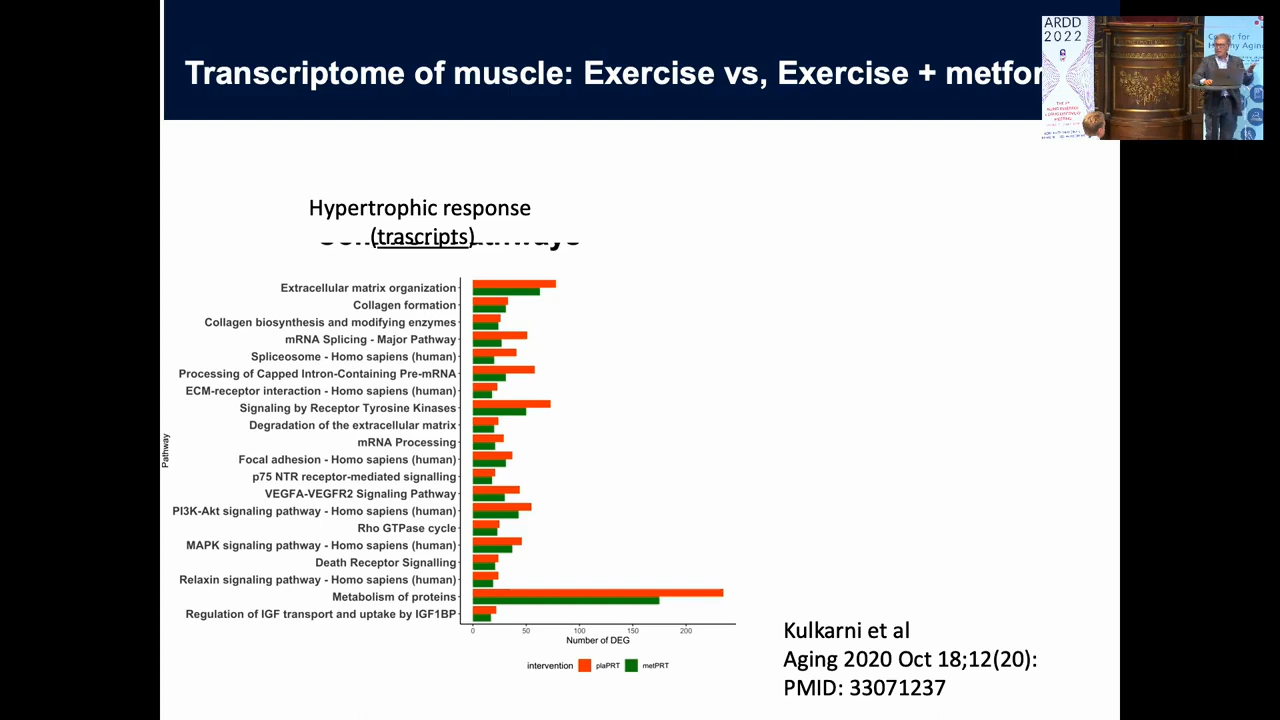 Transcriptome of muscle: Exercise vs, Exercise + metfor
ARDD
2022
Hypertrophic response
(trascripts)
Extracellular matrix organization
Collagen formation
Collagen biosynthesis and modifying enzymes
mRNA Splicing - Major Pathway
Spliceosome - Homo sapiens (human)
Processing of Capped Intron-Containing Pre-mRNA
ECM-receptor interaction - Homo sapiens (human)
Signaling by Receptor Tyrosine Kinases
Degradation of the extracellular matrix
mRNA Processing
Focal adhesion - Homo sapiens (human)
p75 NTR receptor-mediated signalling
VEGFA-VEGFR2 Signaling Pathway
PI3K-Akt signaling pathway - Homo sapiens (human)
Rho GTPase cycle
MAPK signaling pathway - Homo sapiens (human)
Death Receptor Signalling
Relaxin signaling pathway - Homo sapiens (human)
Metabolism of proteins
Regulation of IGF transport and uptake by IGF1BP
Pathway
0 50 100 150 200
Number of DEG
intervention plaPRT metPRT
Kulkarni et al
Aging 2020 Oct 18;12(20):
PMID: 33071237